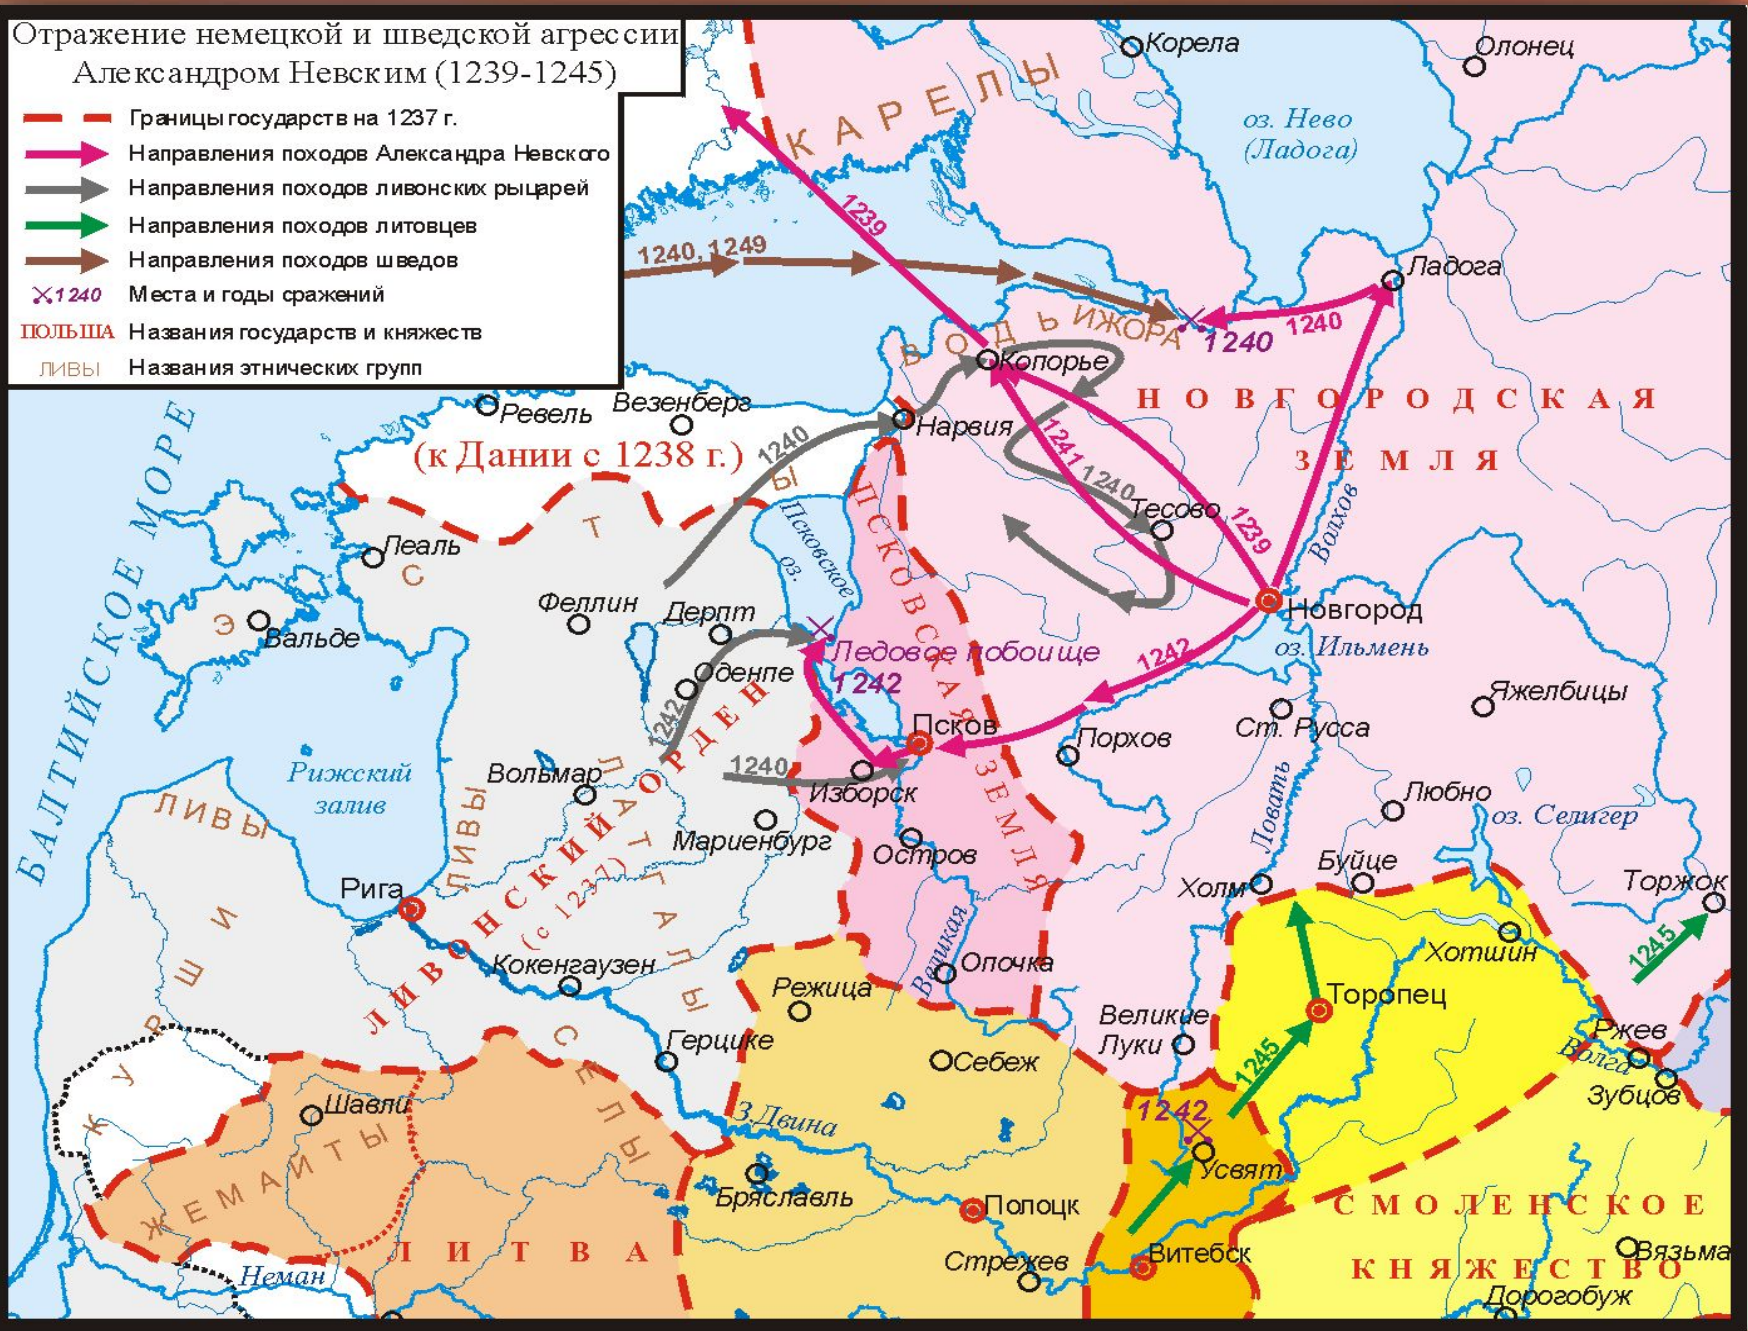 Отражение немецкой и шведской агрессии
Александром Невским (1239-1245)
Границы государств на 1237 г.
Направления походов Александра Невского
Направления походов ливонских рыцарей
Направления походов литовцев
Направления походов шведов
1240 Места и годы сражений
ПОЛЬША Названия государств и княжеств
ЛИВЫ Названия этнических групп
КАРЕЛЫ
Корела
Олонец
оз. Нево
(Ладога)
1239
1240, 1249
Ладога
1240
1240
ВОДЬ
ИЖОРА
Копорье
НОВГОРОДСКАЯ
ЗЕМЛЯ
БАЛТИЙСКОЕ МОРЕ
Ревель
Везенберг
(к Дании с 1238 г.)
Нарвия
1240
1241
1240
Тесово
1239
Волхов
ЭСТЫ
Псковское
оз.
ПСКОВСКАЯ ЗЕМЛЯ
Леаль
Вальде
Феллин
Дерпт
Оденпе
Ледовое побоище
1242
Новгород
оз. Ильмень
1242
1242
Псков
Порхов
Ст. Русса
Яжелбицы
Рижский
залив
Вольмар
1240
Изборск
Мариенбург
Остров
Ловать
Любно
оз. Селигер
ЛИВЫ
ЛИВЫ
ЛАТГАЛЫ
ЛИВОНСКИЙ ОРДЕН
(с 1237)
Рига
Буйце
Холм
Торжок
1245
КУРШИ
Кокенгаузен
Режица
Великая
Опочка
Хотшин
Торопец
Великие
Луки
Ржев
Волга
Зубцов
СЕЛЫ
Герцике
Себеж
1245
Шавли
ЖЕМАЙТЫ
З.Двина
1242
Усвят
Бряславль
Полоцк
СМОЛЕНСКОЕ
КНЯЖЕСТВО
ЛИТВА
Неман
Стрежев
Витебск
Вязьма
Дорогобуж